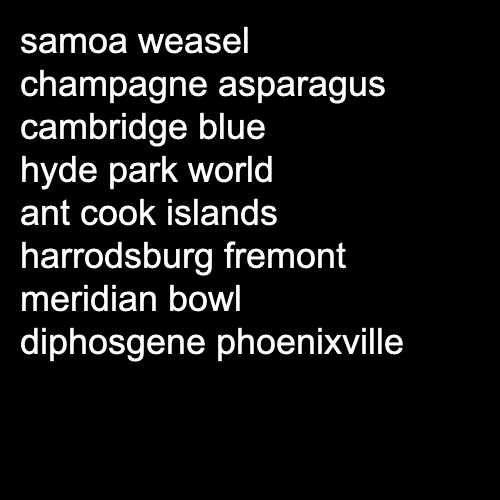 samoa weasel
champagne asparagus
cambridge blue
hyde park world
ant cook islands
harrodsburg fremont
meridian bowl
diphosgene phoenixville